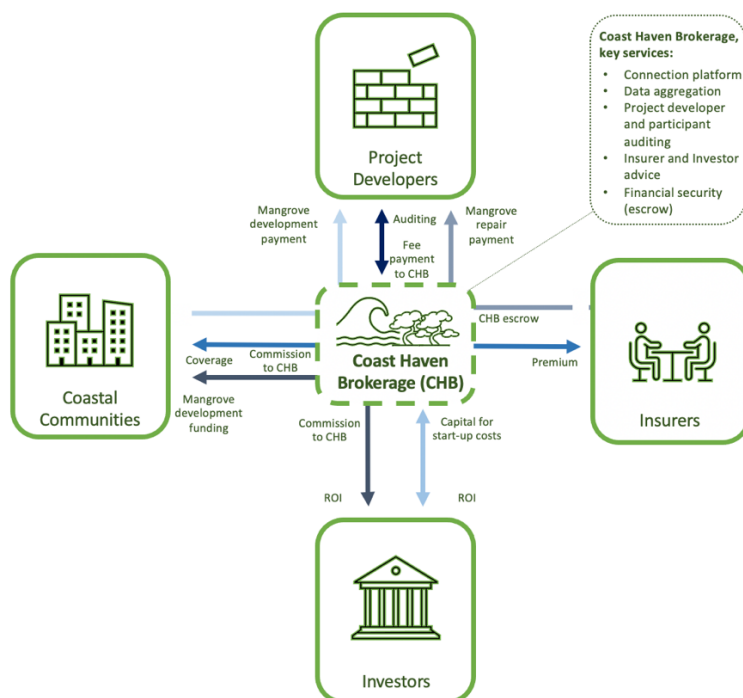 Coast Haven Brokerage,
key services:
• Connection platform
• Data aggregation
• Project developer
and participant
auditing
• Insurer and Investor
advice
• Financial security
(escrow)
Project
Developers
Mangrove
development
payment
Auditing
Fee
payment
to CHB
Mangrove
repair
payment
Coastal
Communities
Coverage
Commission
to CHB
Mangrove
development
funding
Coast Haven
Brokerage (CHB)
CHB escrow
Premium
Insurers
Commission
to CHB
Capital for
start-up costs
ROI
ROI
Investors